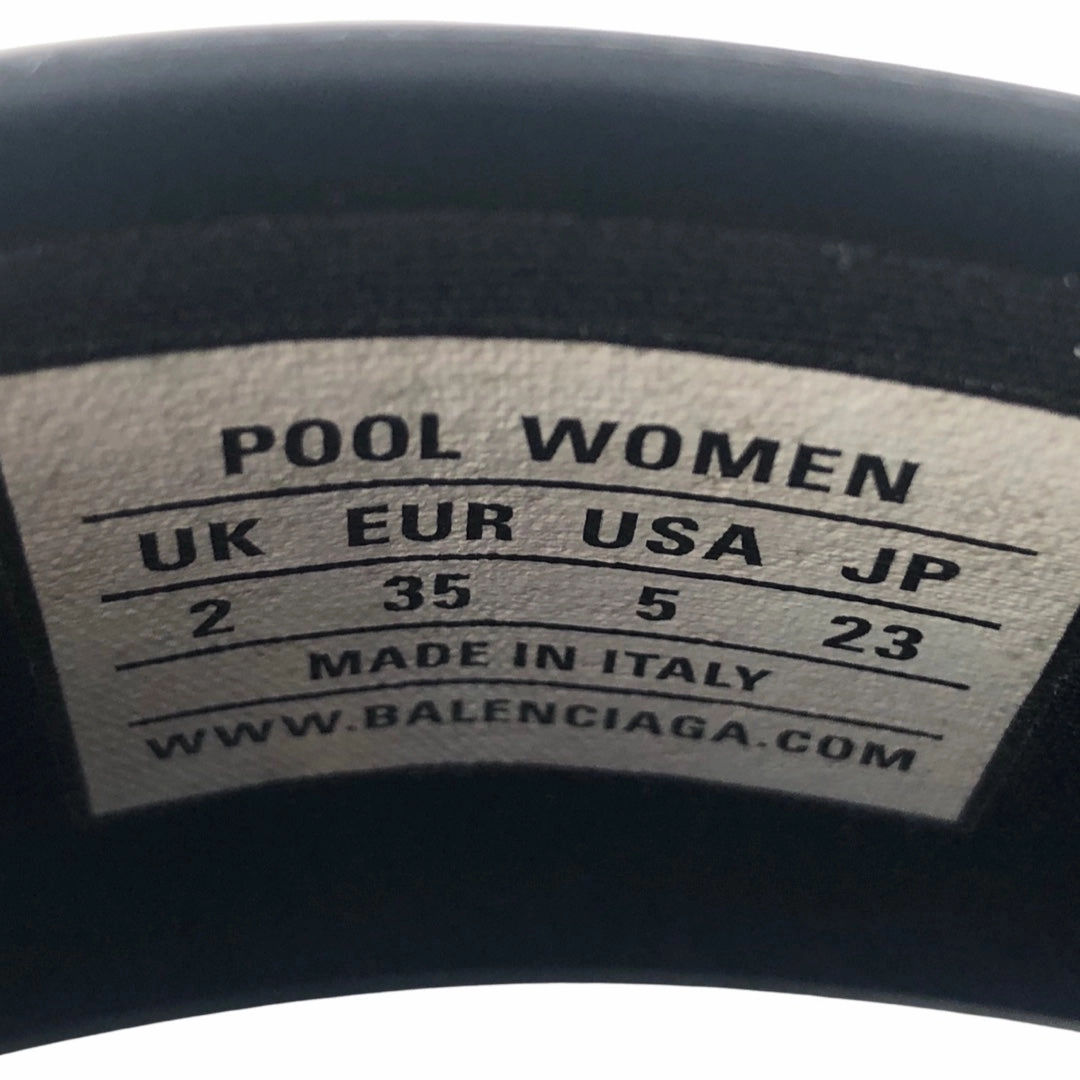 POOL WOMEN
UK EUR USA JP
2 35 5 23
MADE IN ITALY
WWW.BALENCIAGA.COM